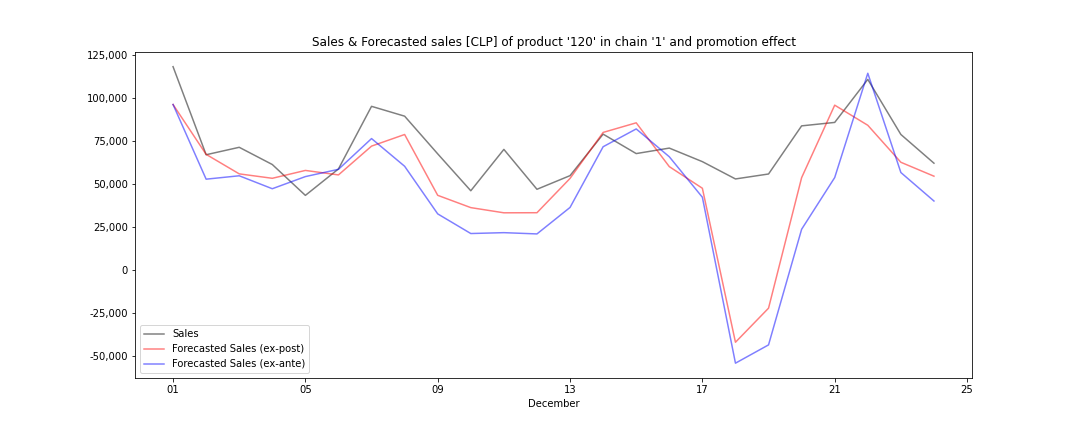 Sales & Forecasted sales [CLP] of product '120' in chain '1' and promotion effect
125,000
100,000
75,000
50,000
25,000
0
-25,000
-50,000
Sales
Forecasted Sales (ex-post)
Forecasted Sales (ex-ante)
01 05 09 13 17 21 25
December